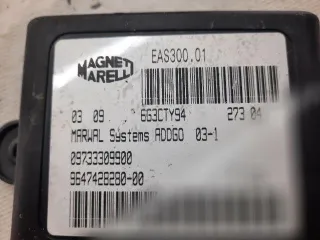 MAGNETI
MARELLI
EAS300.01
03 09 6G3CTY94 273 04
MARWAL Systems ADDGO 03-1
09733309900
9647428280-00